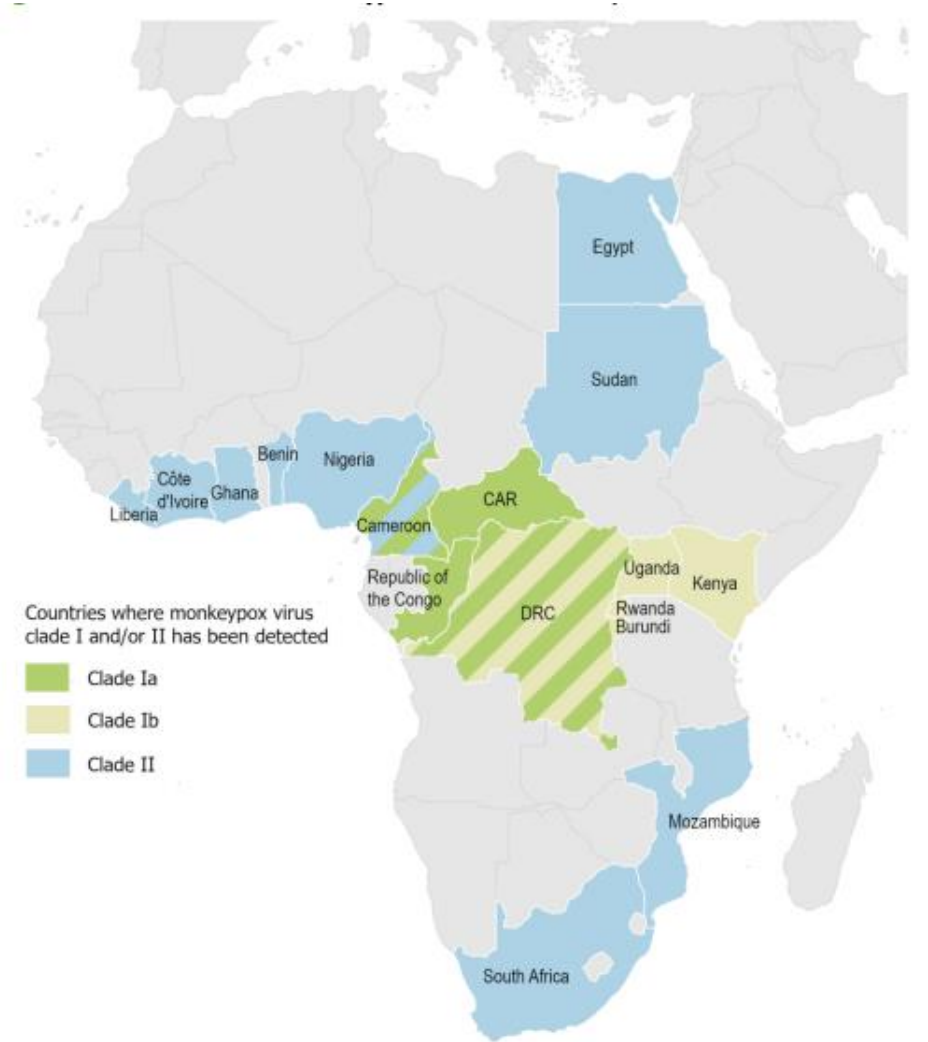 Egypt
Sudan
Benin
Nigeria
Côte
d'Ivoire
Ghana
Liberia
Cameroon
CAR
Republic of
the Congo
DRC
Uganda
Kenya
Rwanda
Burundi
Mozambique
South Africa
Countries where monkeypox virus
clade I and/or II has been detected
Clade Ia
Clade Ib
Clade II